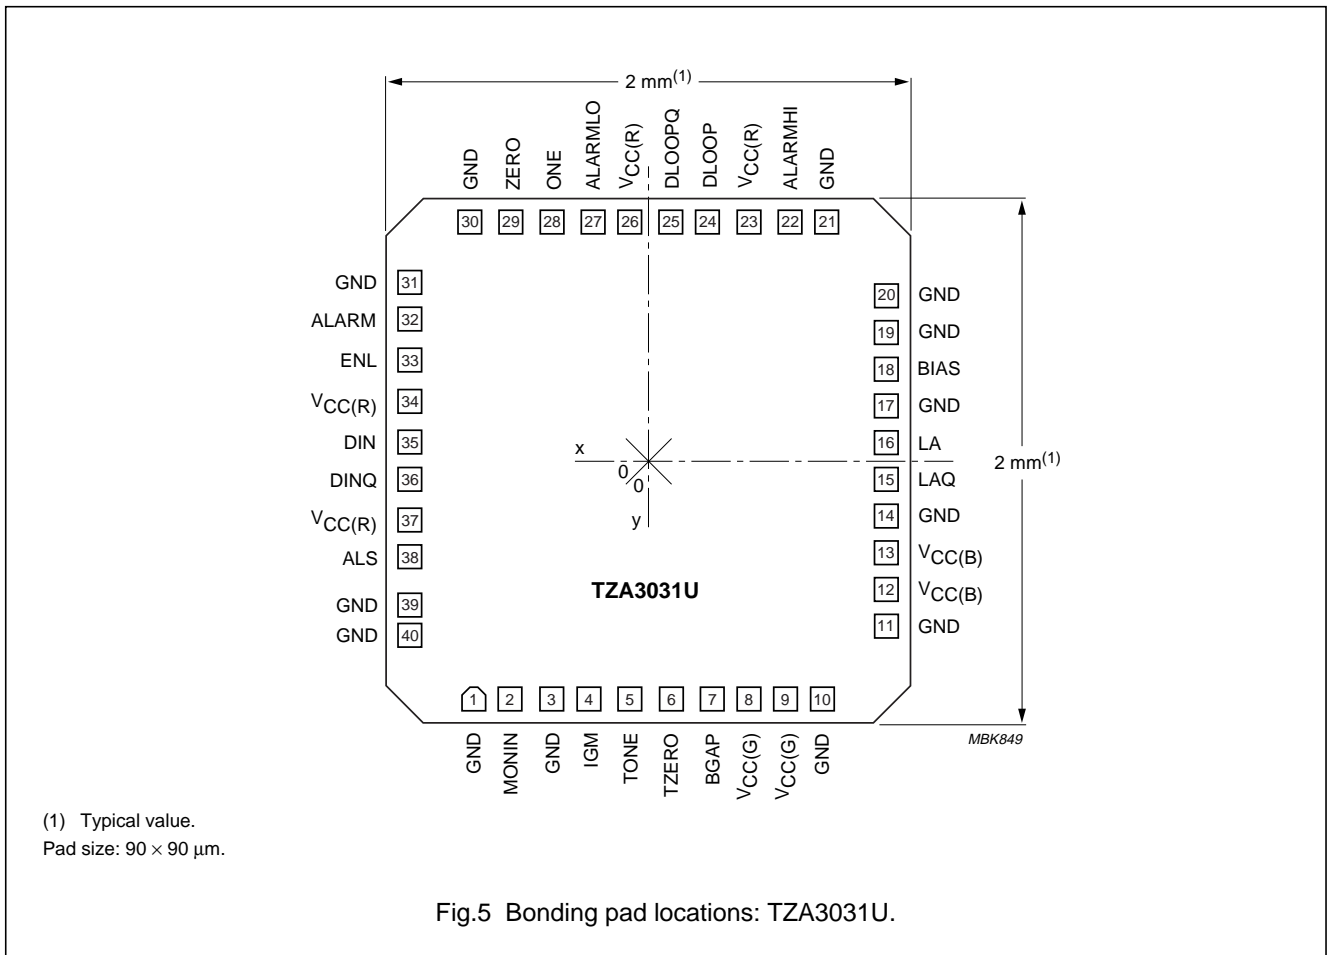 2 mm(1)
GND
ZERO
ONE
ALARMLO
VCC(R)
DLOOPQ
DLOOP
VCC(R)
ALARMHI
GND
30 29 28 27 26 25 24 23 22 21
GND 31
ALARM 32
ENL 33
VCC(R) 34
DIN 35
DINQ 36
VCC(R) 37
ALS 38
GND 39
GND 40
20 GND
19 GND
18 BIAS
17 GND
16 LA
15 LAQ
14 GND
13 VCC(B)
12 VCC(B)
11 GND
2 mm(1)
x
0
0
y
TZA3031U
1 2 3 4 5 6 7 8 9 10
GND
MONIN
GND
IGM
TONE
TZERO
BGAP
VCC(G)
VCC(G)
GND
MBK849
(1) Typical value.
Pad size: 90 × 90 μm.
Fig.5 Bonding pad locations: TZA3031U.